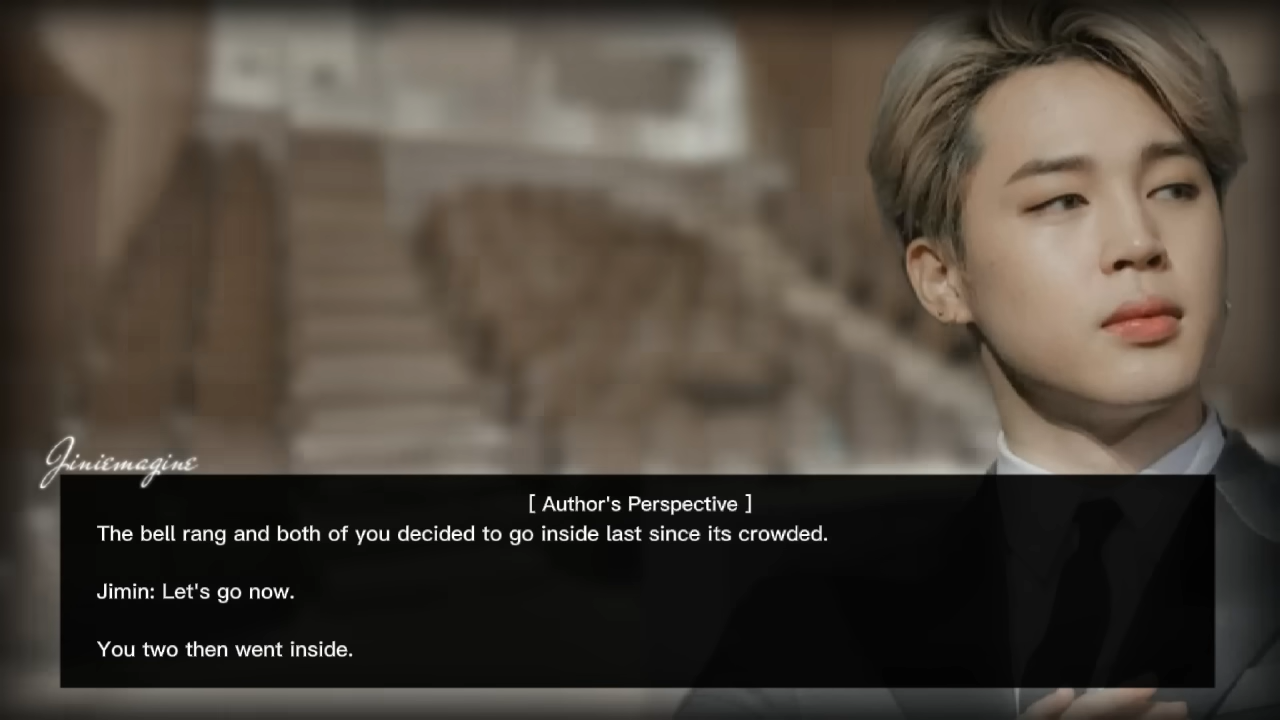 Jiniemagine
[ Author's Perspective ]
The bell rang and both of you decided to go inside last since its crowded.
Jimin: Let's go now.
You two then went inside.